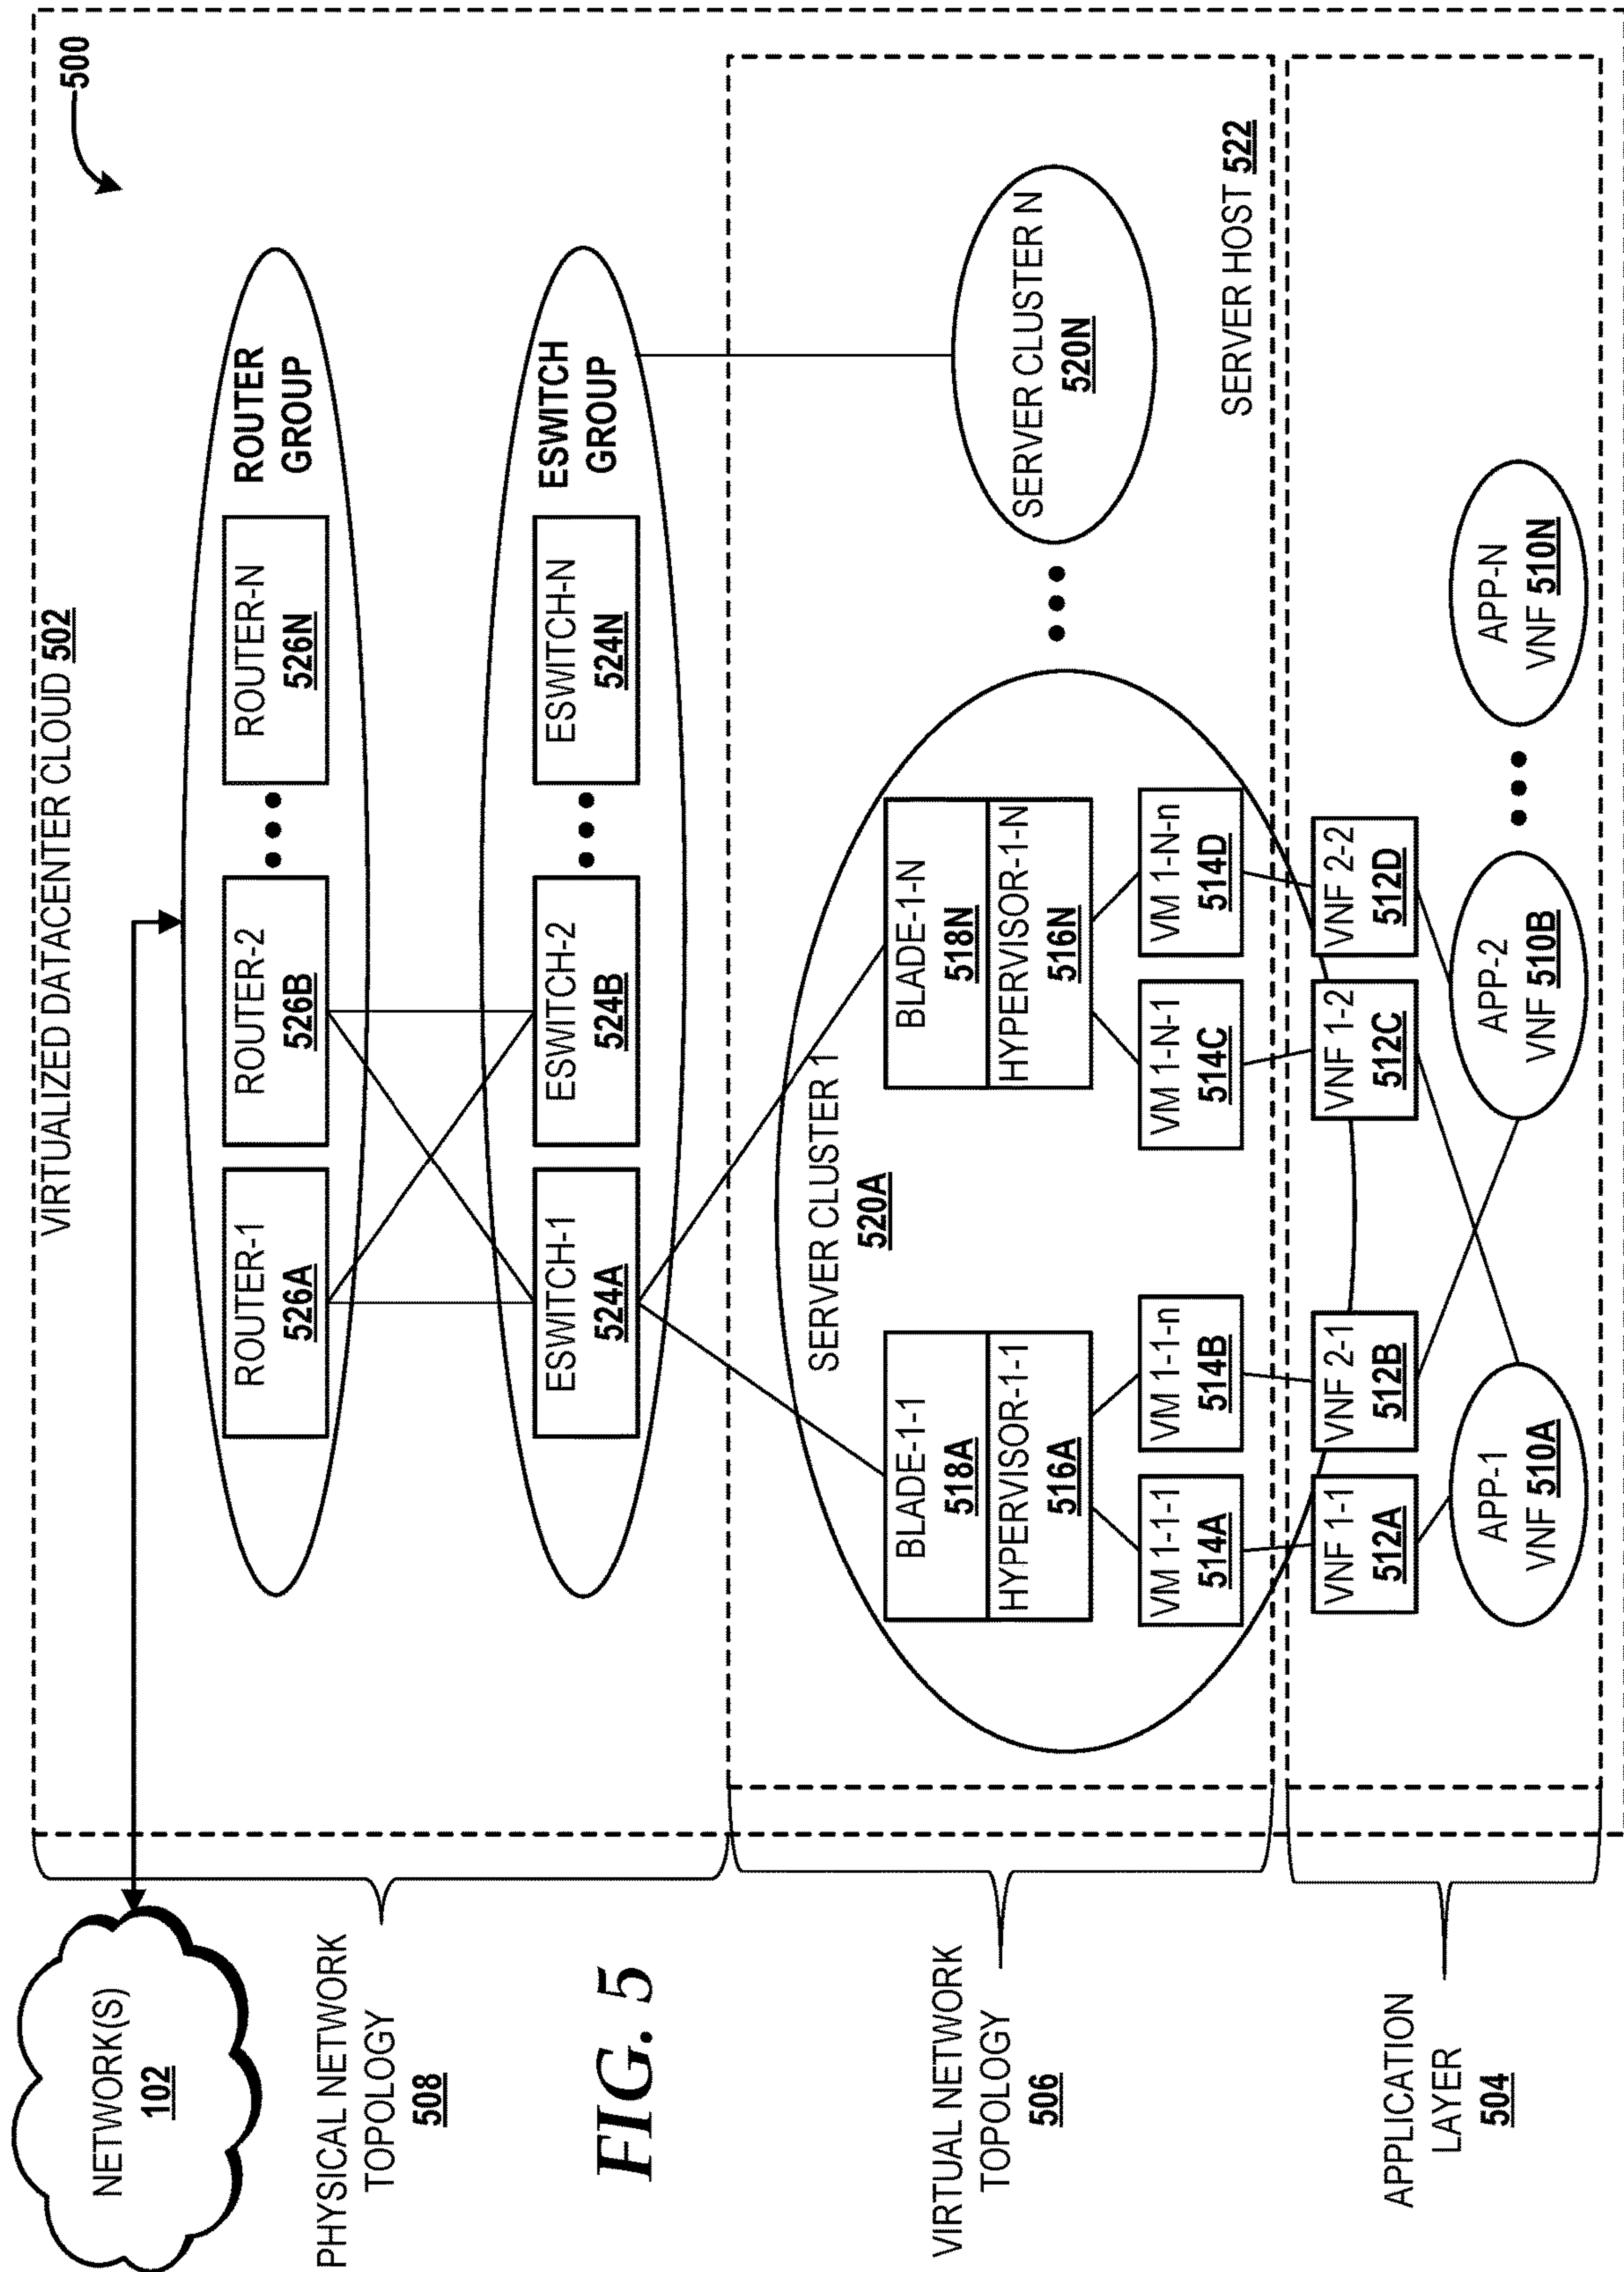 500
VIRTUALIZED DATACENTER CLOUD 502
NETWORK(S)
102
PHYSICAL NETWORK
TOPOLOGY
508
ROUTER-1
526A
ROUTER-2
526B
ROUTER-N
526N
ROUTER
GROUP
ESWITCH-1
524A
ESWITCH-2
524B
ESWITCH-N
524N
ESWITCH
GROUP
FIG. 5
VIRTUAL NETWORK
TOPOLOGY
506
SERVER CLUSTER 1
520A
BLADE-1-1
518A
HYPERVISOR-1-1
516A
BLADE-1-N
518N
HYPERVISOR-1-N
516N
VM 1-1-1
514A
VM 1-1-n
514B
VM 1-N-1
514C
VM 1-N-n
514D
SERVER CLUSTER N
520N
SERVER HOST 522
APPLICATION
LAYER
504
VNF 1-1
512A
VNF 2-1
512B
VNF 1-2
512C
VNF 2-2
512D
APP-1
VNF 510A
APP-2
VNF 510B
APP-N
VNF 510N